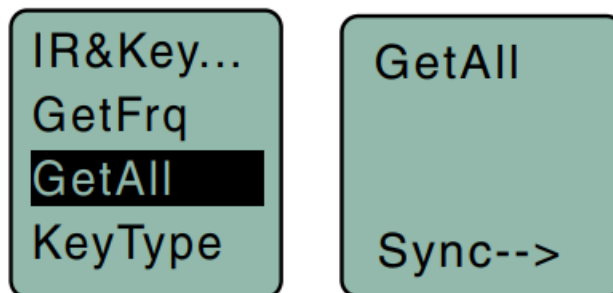 IR&Key...
GetFrq
GetAll
KeyType
GetAll
Sync-->